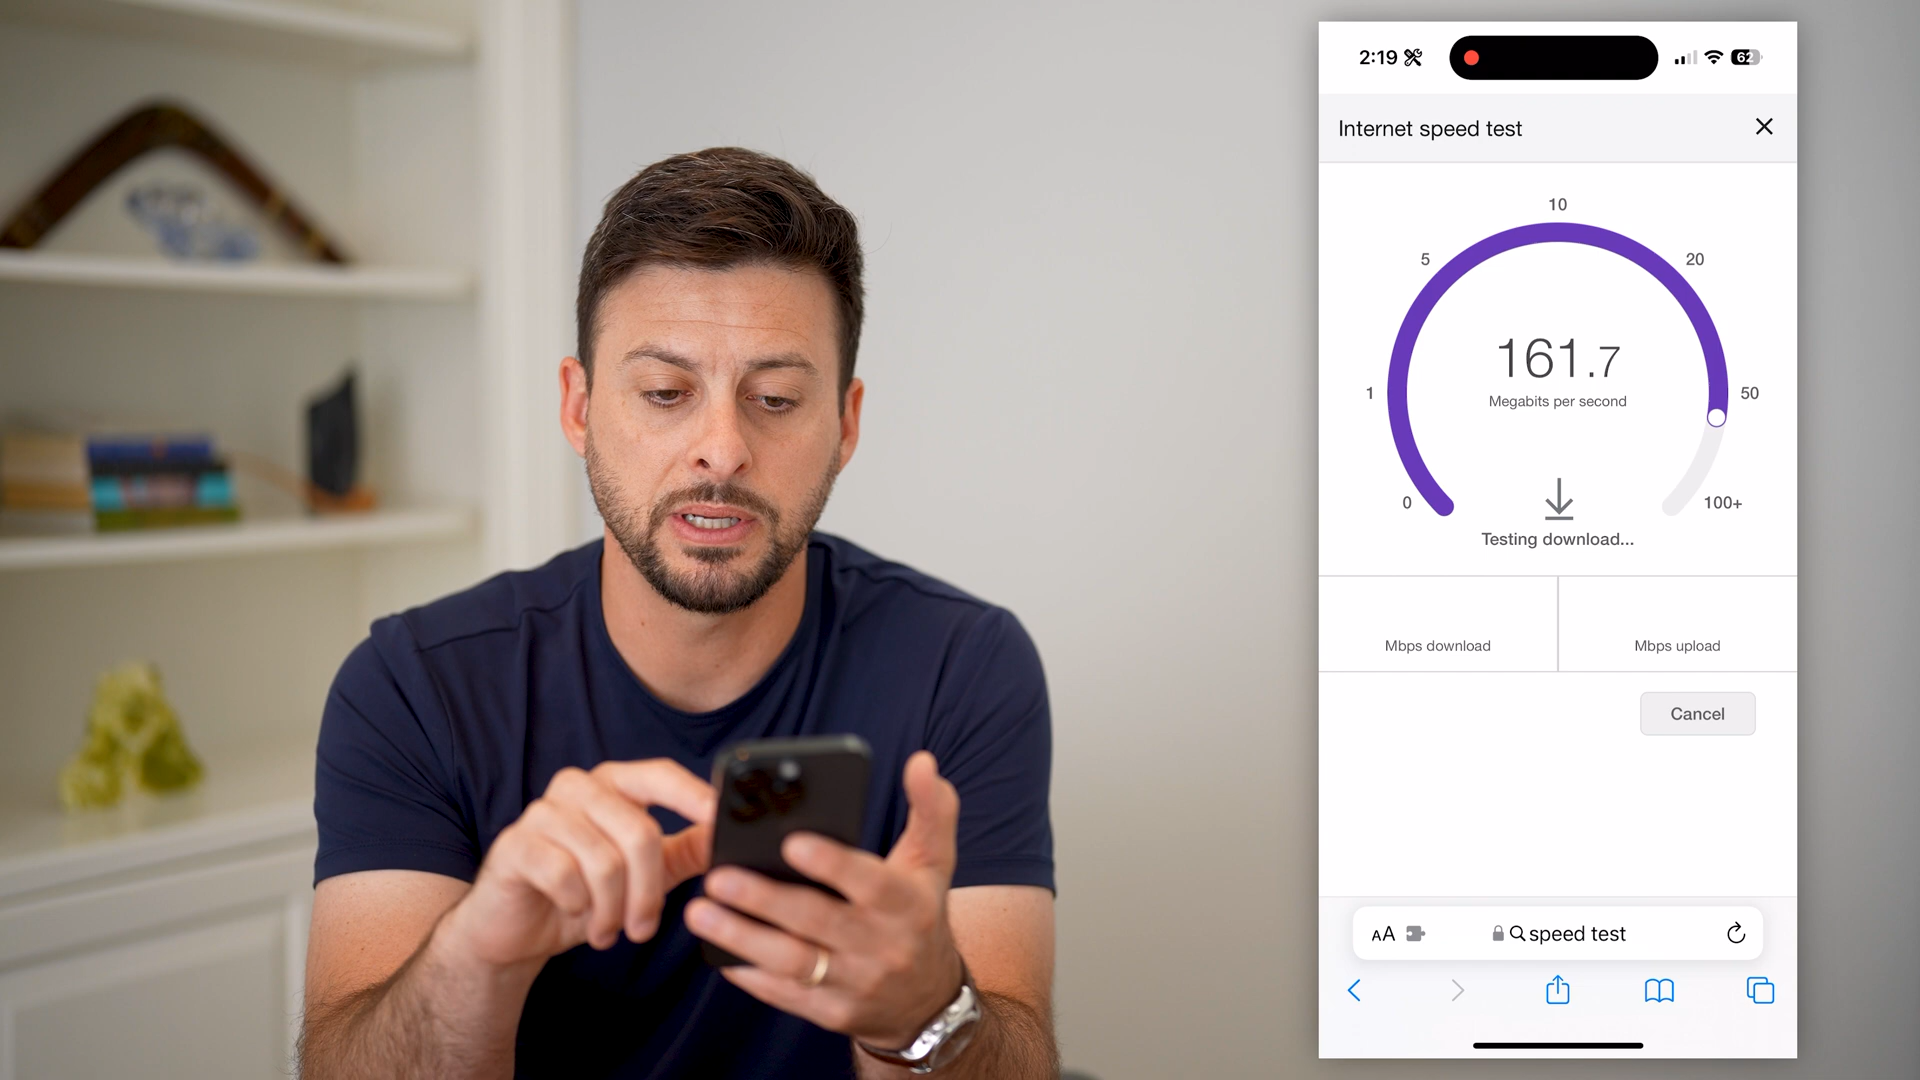 2:19
62
Internet speed test
10
5
20
161.7
Megabits per second
1
50
0
100+
Testing download...
Mbps download
Mbps upload
Cancel
AA
speed test